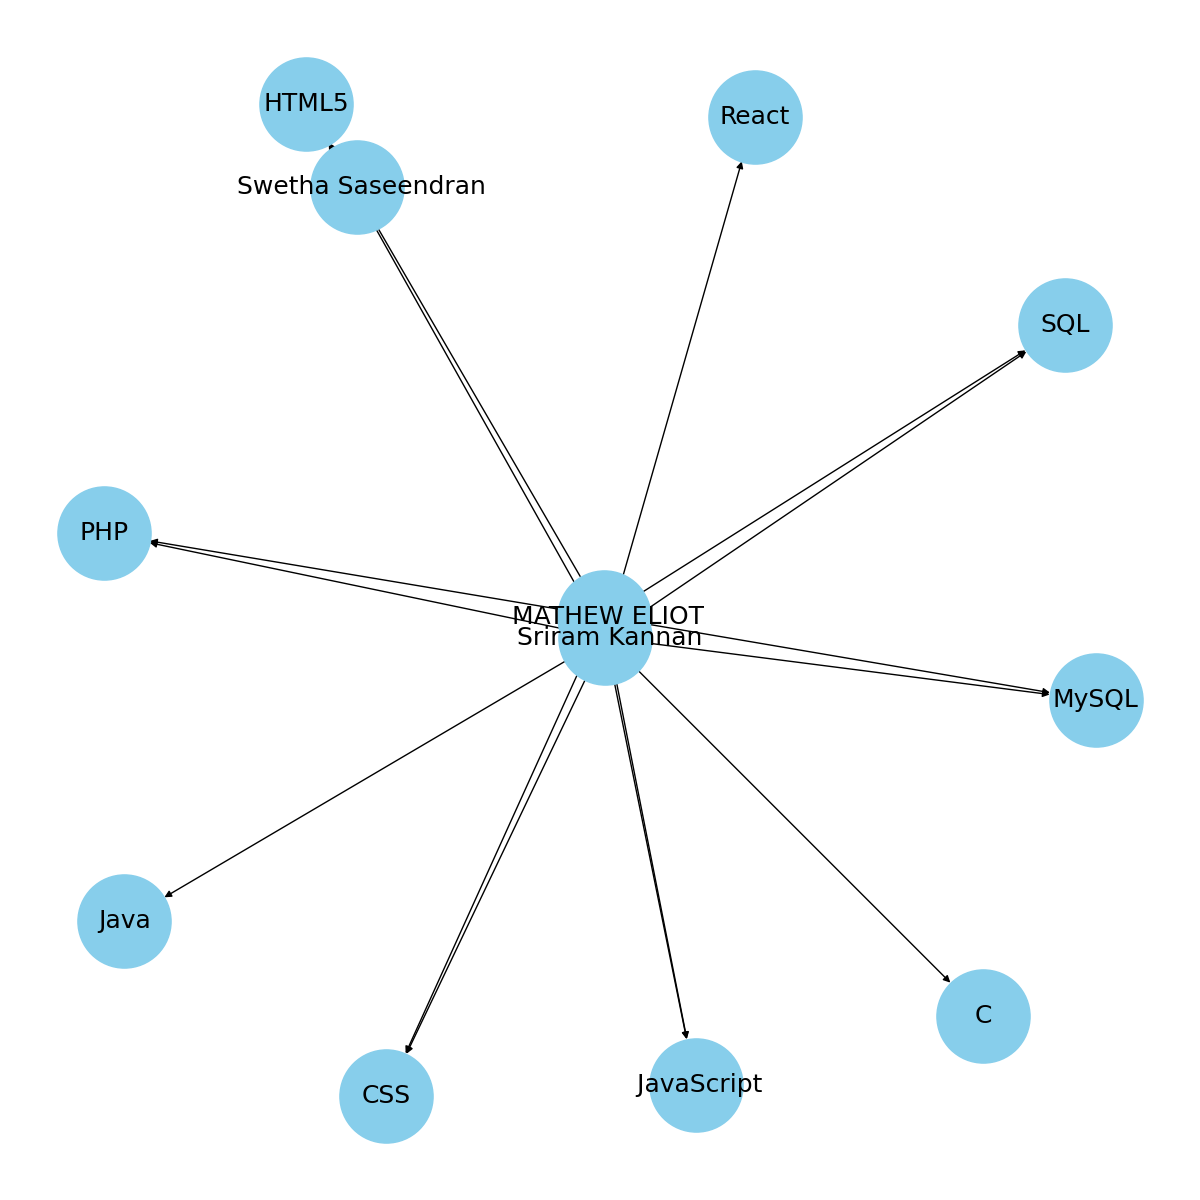 HTML5
React
Swetha Saseendran
SQL
PHP
MATHEW ELIOT
Sriram Kannan
MySQL
Java
C
JavaScript
CSS